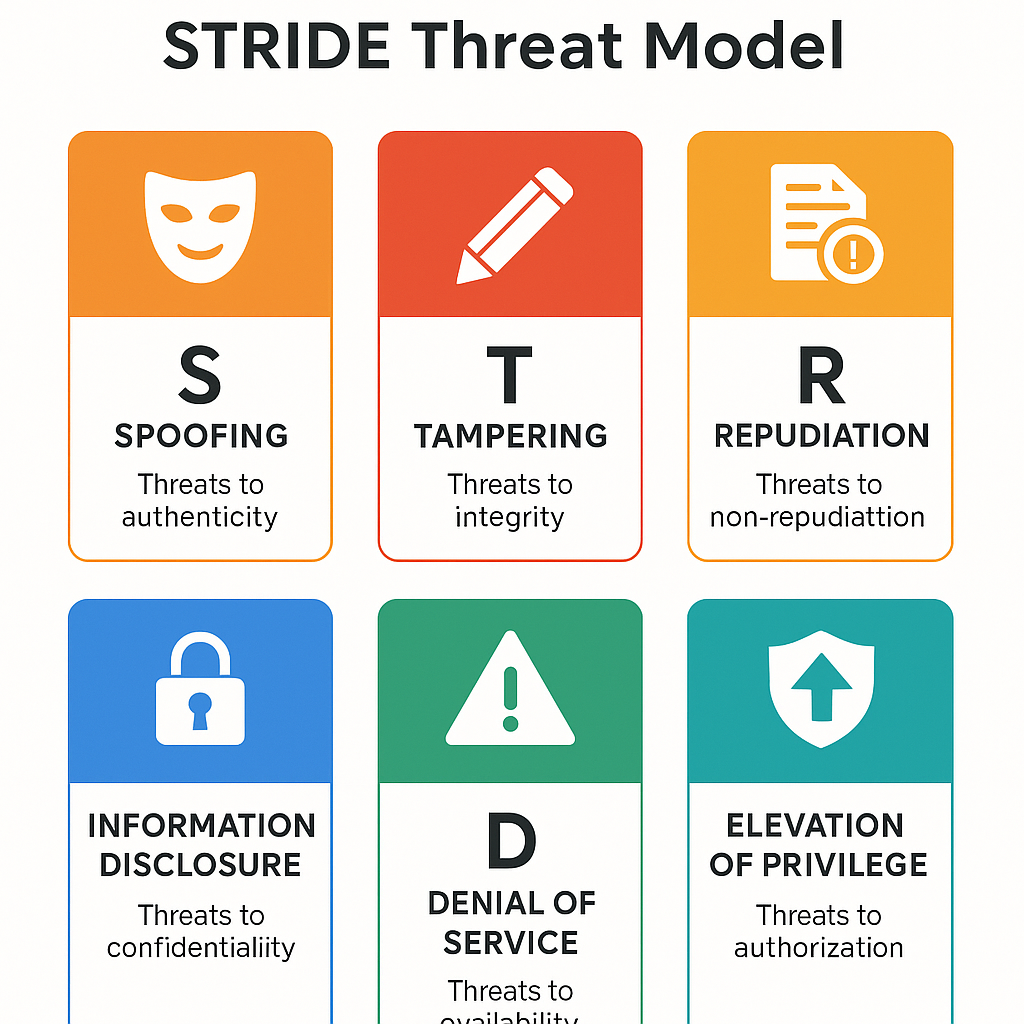 STRIDE Threat Model
S
SPOOFING
Threats to
authenticity
T
TAMPERING
Threats to
integrity
R
REPUDIATION
Threats to
non-repudiattion
INFORMATION
DISCLOSURE
Threats to
confidentialiity
D
DENIAL OF
SERVICE
Threats to
availability
ELEVATION
OF PRIVILEGE
Threats to
authorization